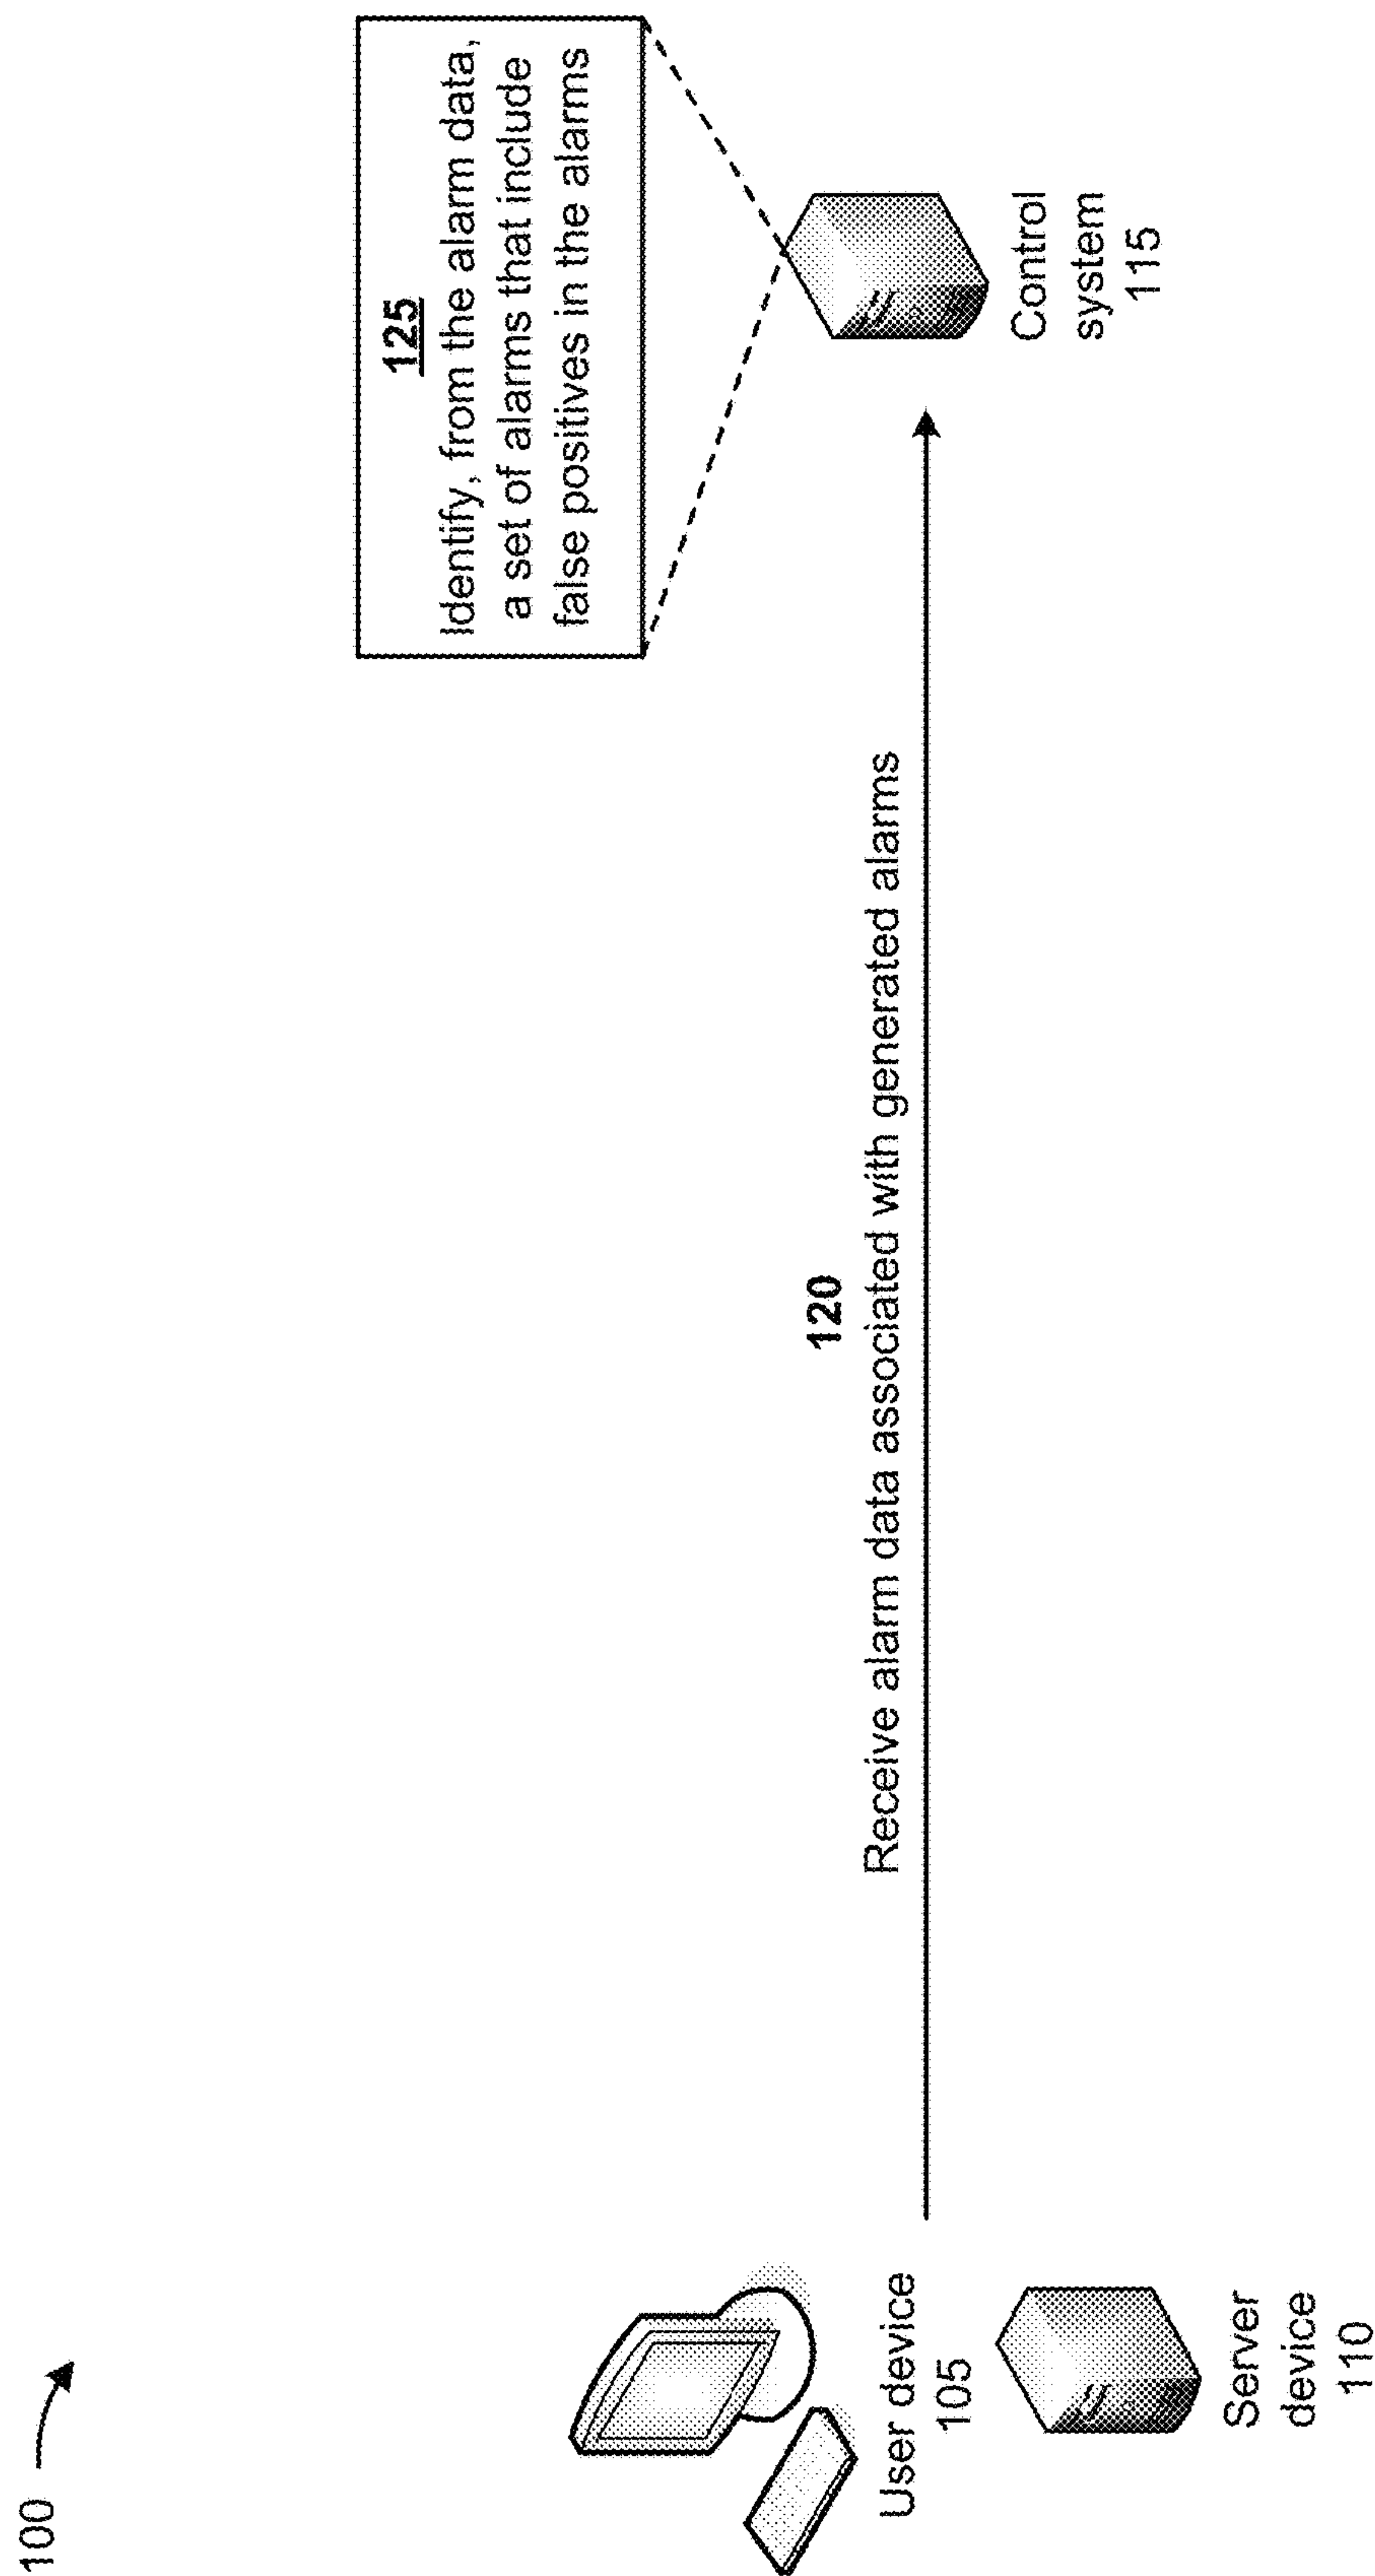 100
125
Identify, from the alarm data,
a set of alarms that include
false positives in the alarms
120
Receive alarm data associated with generated alarms
User device
105
Server
device
110
Control
system
115